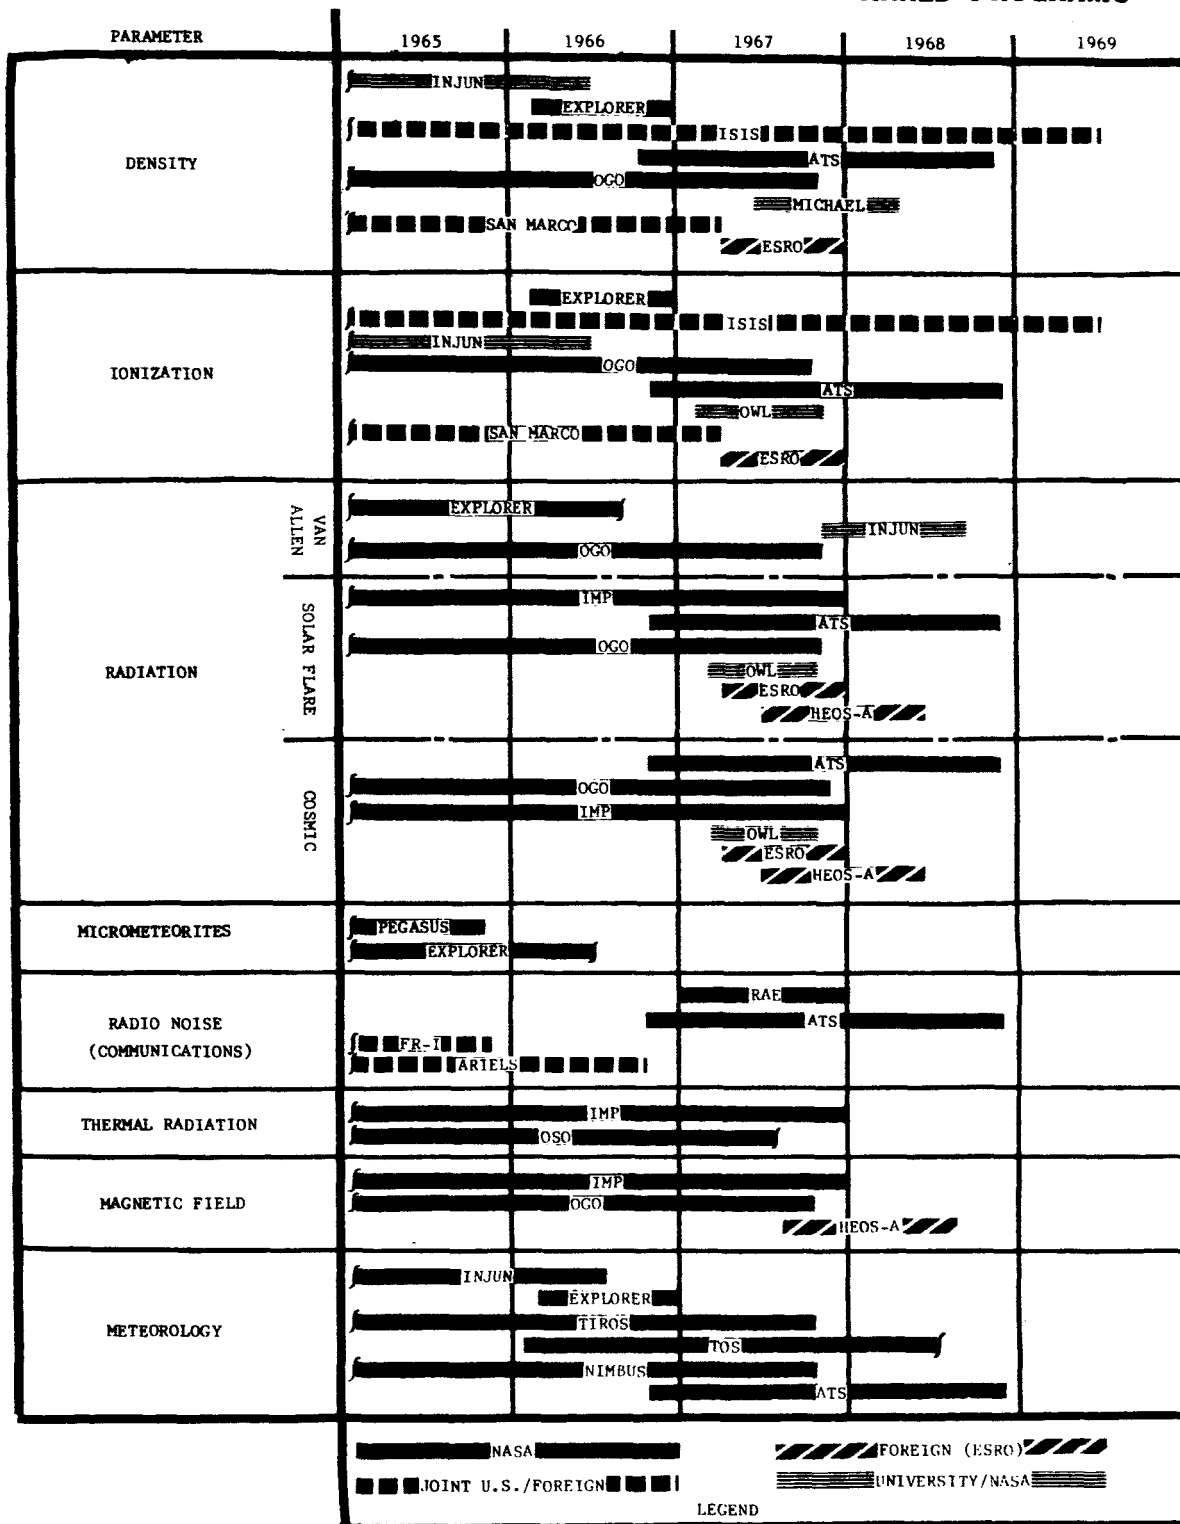 PARAMETER 1965 1966 1967 1968 1969
DENSITY
INJUN
EXPLORER
ISIS
ATS
OGO
MICHAEL
SAN MARCO
ESRO
IONIZATION
EXPLORER
ISIS
INJUN
OGO
ATS
OWL
SAN MARCO
ESRO
RADIATION
VAN
ALLEN
EXPLORER
INJUN
OGO
SOLAR FLARE
IMP
ATS
OGO
OWL
ESRO
HEOS-A
COSMIC
ATS
OGO
IMP
OWL
ESRO
HEOS-A
MICROMETEORITES
PEGASUS
EXPLORER
RADIO NOISE
(COMMUNICATIONS)
RAE
ATS
FR-I
ARIELS
THERMAL RADIATION
IMP
OSO
MAGNETIC FIELD
IMP
OGO
HEOS-A
METEOROLOGY
INJUN
EXPLORER
TIROS
TOS
NIMBUS
ATS
NASA
FOREIGN (ESRO)
JOINT U.S./FOREIGN
UNIVERSITY/NASA
LEGEND